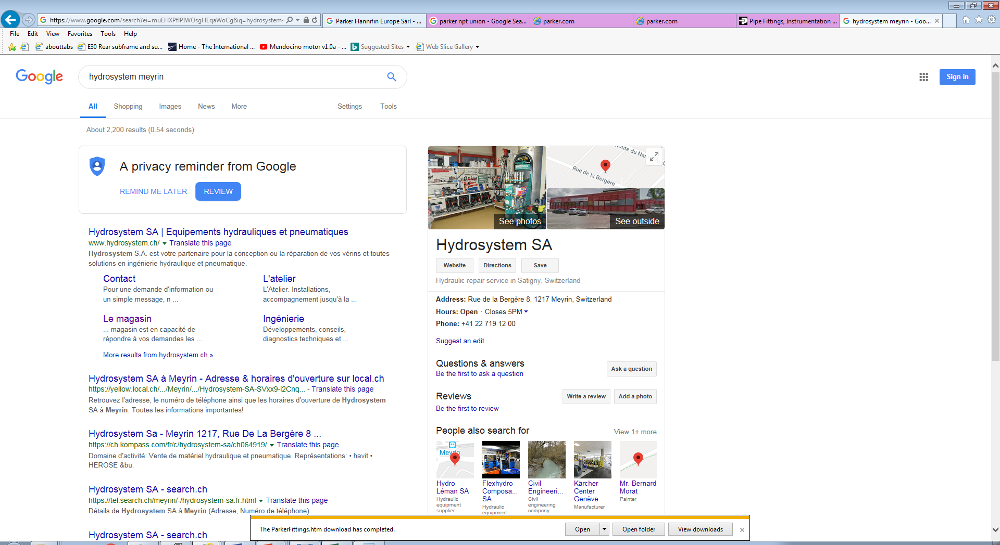 https://www.google.com/search?ei=muEHXPfIPIWOsgHEqaWoCg&q=hydrosystem-
Parker Hannifin Europe Sàrl - ...
parker npt union - Google Sea...
parker.com
parker.com
Pipe Fittings, Instrumentation ...
hydrosystem meyrin - Goo...
File Edit View Favorites Tools Help
abouttabs
E30 Rear subframe and su...
Home - The International ...
Mendocino motor v1.0a - ...
Suggested Sites
Web Slice Gallery
Google
hydrosystem meyrin
Sign in
All Shopping Images News More Settings Tools
About 2,200 results (0.54 seconds)
A privacy reminder from Google
REMIND ME LATER REVIEW
Hydrosystem SA | Equipements hydrauliques et pneumatiques
www.hydrosystem.ch/ Translate this page
Hydrosystem S.A. est votre partenaire pour la conception ou la réparation de vos vérins et toutes
solutions en ingénierie hydraulique et pneumatique.
Contact
Pour une demande d'information ou
un simple message, n ...
L'atelier
L'Atelier. Installations,
accompagnement jusqu'à la ...
Le magasin
... magasin est en capacité de
répondre à vos demandes les ...
Ingénierie
Développements, conseils,
diagnostics techniques et ...
More results from hydrosystem.ch »
Hydrosystem SA à Meyrin - Adresse & horaires d'ouverture sur local.ch
https://yellow.local.ch/.../Meyrin/.../Hydrosystem-SA-SVxx9-i2Cnq... - Translate this page
Retrouvez l'adresse, le numéro de téléphone ainsi que les horaires d'ouverture de Hydrosystem
SA à Meyrin. Toutes les informations importantes!
Hydrosystem Sa - Meyrin 1217, Rue De La Bergère 8 ...
https://ch.kompass.com/fr/c/hydrosystem-sa/ch064919/ Translate this page
Domaine d'activité: Vente de matériel hydraulique et pneumatique. Représentations: • havit •
HEROSE &bu.
Hydrosystem SA - search.ch
https://tel.search.ch/meyrin/-/hydrosystem-sa.fr.html Translate this page
Détails de Hydrosystem SA à Meyrin (Adresse, Numéro de téléphone)
Hydrosystem SA - search.ch
MOTOREX
See photos
Route du Nan
Rue de la Bergère
See outside
Hydrosystem SA
Website Directions Save
Hydraulic repair service in Satigny, Switzerland
Address: Rue de la Bergère 8, 1217 Meyrin, Switzerland
Hours: Open · Closes 5PM
Phone: +41 22 719 12 00
Suggest an edit
Questions & answers
Be the first to ask a question
Ask a question
Reviews
Be the first to review
Write a review Add a photo
People also search for
View 1+ more
Meyrin
Hydro
Léman SA
Hydraulic
equipment
supplier
Flexhydro
Composa...
SA
Hydraulic
equipment
Civil
Engineeri...
Civil
engineering
company
Kärcher
Center
Genève
Manufacturer
Mr. Bernard
Morat
Painter
The ParkerFittings.htm download has completed.
Open Open folder View downloads